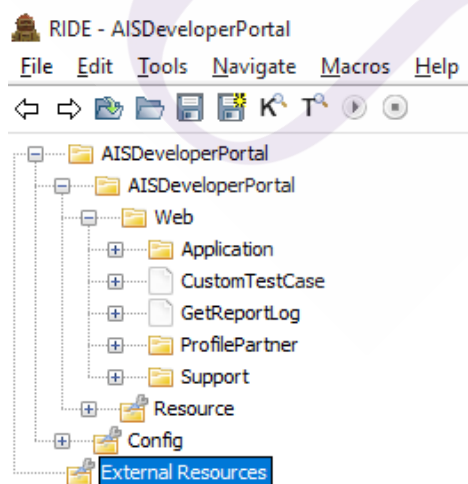 RIDE - AISDeveloperPortal
File Edit Tools Navigate Macros Help
K T
AISDeveloperPortal
AISDeveloperPortal
Web
Application
CustomTestCase
GetReportLog
ProfilePartner
Support
Resource
Config
External Resources